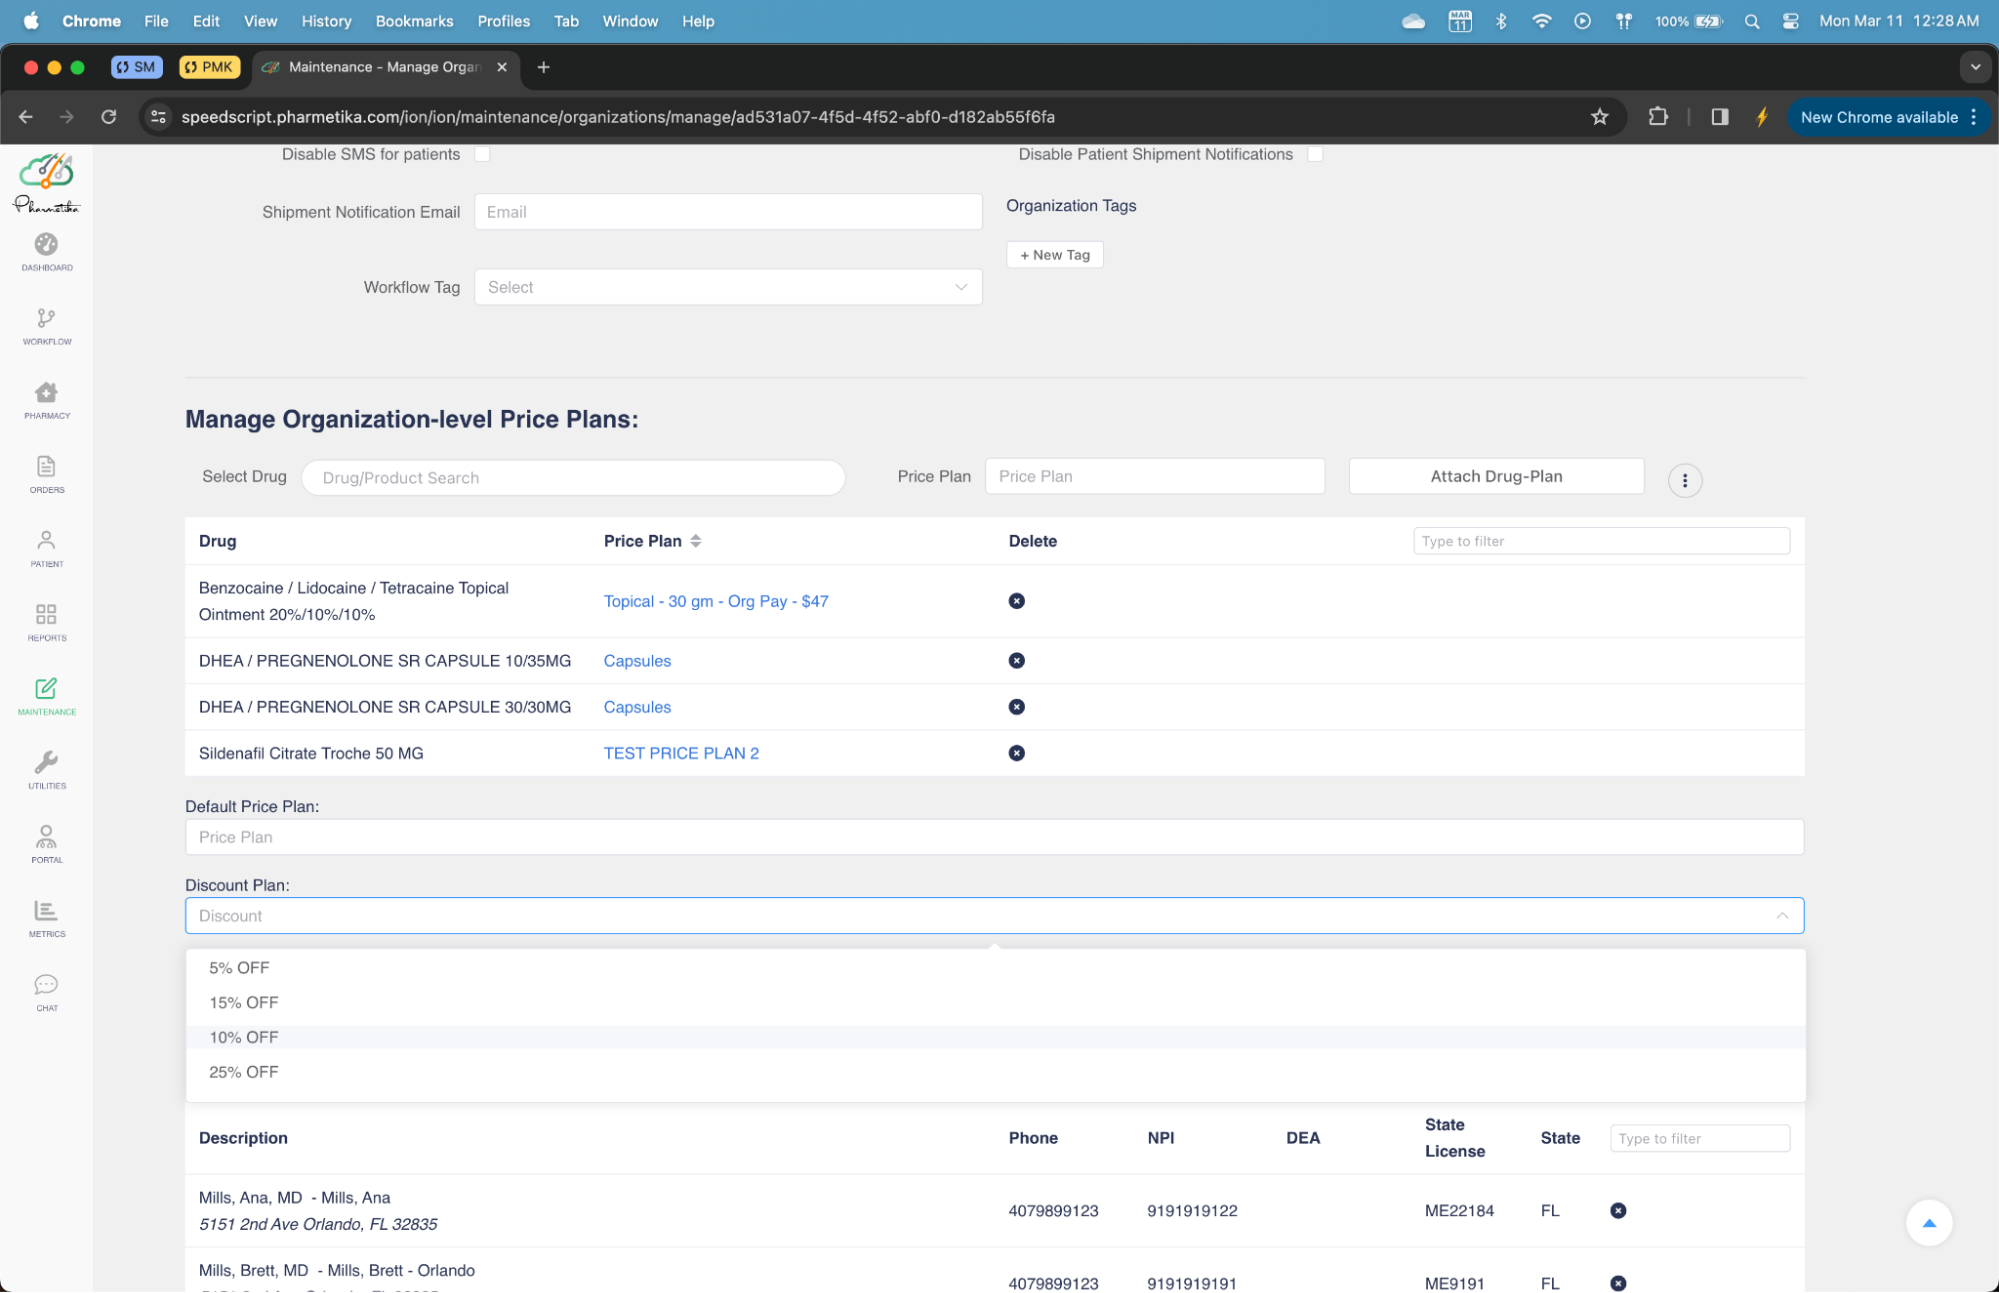 Chrome File Edit View History Bookmarks Profiles Tab Window Help
MAR 11 100% Mon Mar 11 12:28 AM
SM PMK Maintenance - Manage Organ
speedscript.pharmetika.com/ion/ion/maintenance/organizations/manage/ad531a07-4f5d-4f52-abf0-d182ab55f6fa
New Chrome available
Pharmetika
DASHBOARD
WORKFLOW
PHARMACY
ORDERS
PATIENT
REPORTS
MAINTENANCE
UTILITIES
PORTAL
METRICS
CHAT
Disable SMS for patients
Disable Patient Shipment Notifications
Shipment Notification Email Email
Organization Tags
+ New Tag
Workflow Tag Select
Manage Organization-level Price Plans:
Select Drug Drug/Product Search Price Plan Price Plan Attach Drug-Plan
Drug Price Plan Delete Type to filter
Benzocaine / Lidocaine / Tetracaine Topical
Ointment 20%/10%/10%
Topical - 30 gm - Org Pay - $47
DHEA / PREGNENOLONE SR CAPSULE 10/35MG Capsules
DHEA / PREGNENOLONE SR CAPSULE 30/30MG Capsules
Sildenafil Citrate Troche 50 MG TEST PRICE PLAN 2
Default Price Plan:
Price Plan
Discount Plan:
Discount
5% OFF
15% OFF
10% OFF
25% OFF
Description Phone NPI DEA State License State Type to filter
Mills, Ana, MD - Mills, Ana
5151 2nd Ave Orlando, FL 32835
4079899123 9191919122 ME22184 FL
Mills, Brett, MD - Mills, Brett - Orlando
4079899123 9191919191 ME9191 FL